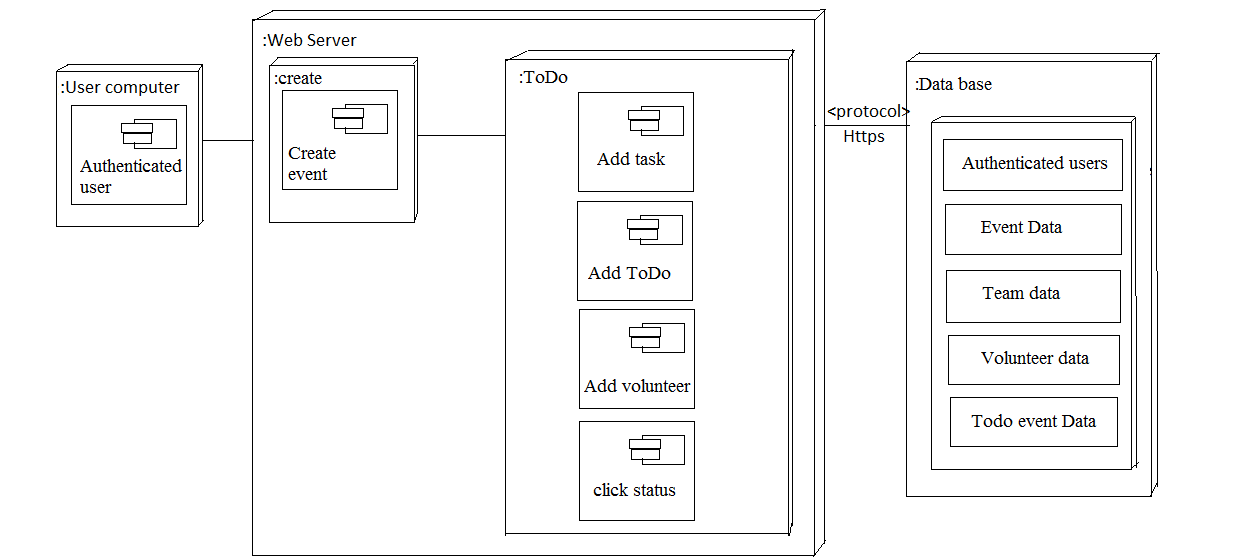 :User computer
Authenticated
user
:Web Server
:create
Create
event
:ToDo
Add task
Add ToDo
Add volunteer
click status
<protocol>
Https
:Data base
Authenticated users
Event Data
Team data
Volunteer data
Todo event Data